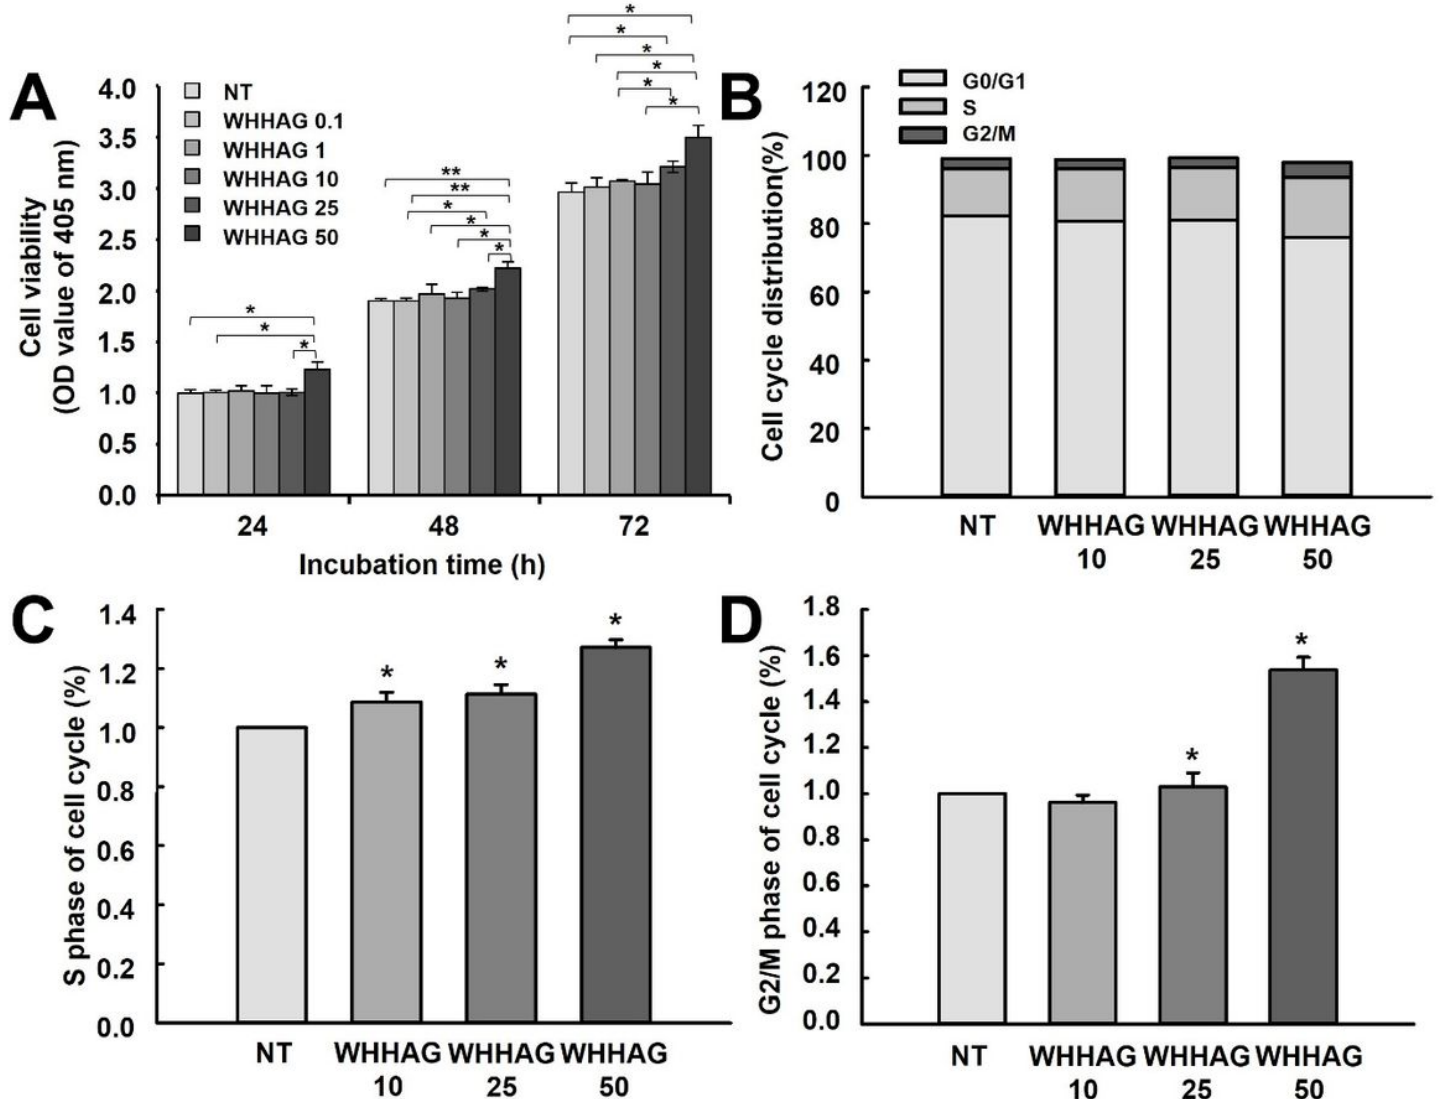 A
Cell viability
(OD value of 405 nm)
4.0
3.5
3.0
2.5
2.0
1.5
1.0
0.5
0.0
NT
WHHAG 0.1
WHHAG 1
WHHAG 10
WHHAG 25
WHHAG 50
*
*
*
**
**
*
*
*
*
*
*
*
*
*
*
24 48 72
Incubation time (h)
B
Cell cycle distribution(%)
120
100
80
60
40
20
0
G0/G1
S
G2/M
NT WHHAG WHHAG WHHAG
10 25 50
C
S phase of cell cycle (%)
1.4
1.2
1.0
0.8
0.6
0.4
0.2
0.0
*
*
*
NT WHHAG WHHAG WHHAG
10 25 50
D
G2/M phase of cell cycle (%)
1.8
1.6
1.4
1.2
1.0
0.8
0.6
0.4
0.2
0.0
*
*
NT WHHAG WHHAG WHHAG
10 25 50